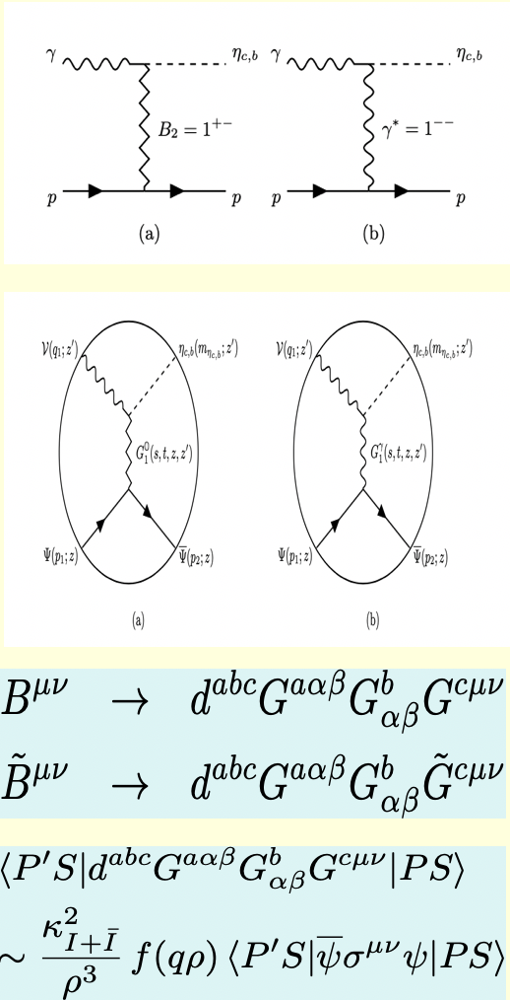 γ η_{c,b} γ η_{c,b}
B_2 = 1^{+-} γ^* = 1^{--}
p p p p
(a) (b)
𝒱(q_1;z') η_{c,b}(m_{η_{c,b}};z') 𝒱(q_1;z') η_{c,b}(m_{η_{c,b}};z')
G_1^0(s,t,z,z') G_1^γ(s,t,z,z')
Ψ(p_1;z) Ψ̅(p_2;z) Ψ(p_1;z) Ψ̅(p_2;z)
(a) (b)
B^{μν} → d^{abc}G^{aαβ}G^b_{αβ}G^{cμν}
B̃^{μν} → d^{abc}G^{aαβ}G^b_{αβ}G̃^{cμν}
⟨P'S|d^{abc}G^{aαβ}G^b_{αβ}G^{cμν}|PS⟩
~ \frac{κ^2_{I+Ī}}{ρ^3} f(qρ) ⟨P'S|ψ̅σ^{μν}ψ|PS⟩